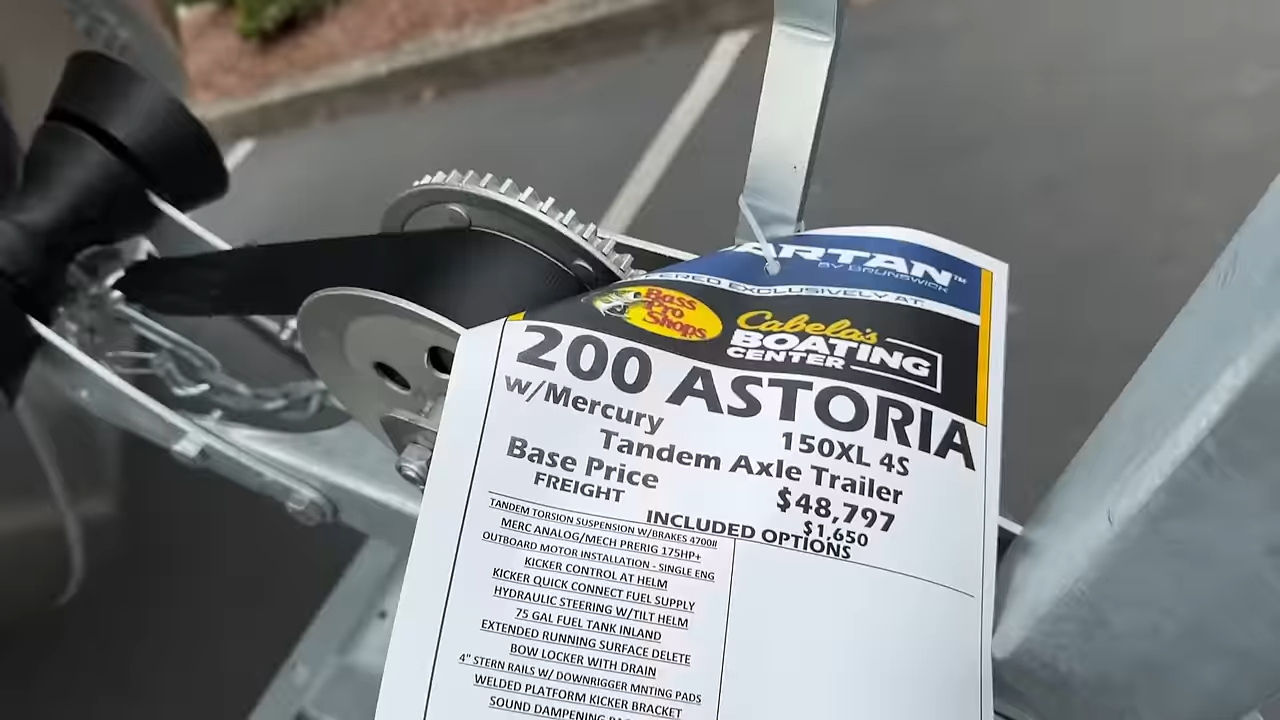 ARTAN™
BY BRUNSWICK
FERED EXCLUSIVELY AT
Bass
Pro
Shops
Cabela's
BOATING
CENTER
200 ASTORIA
w/Mercury 150XL 4S
Tandem Axle Trailer
Base Price $48,797
FREIGHT $1,650
INCLUDED OPTIONS
TANDEM TORSION SUSPENSION W/BRAKES 4700II
MERC ANALOG/MECH PRERIG 175HP+
OUTBOARD MOTOR INSTALLATION - SINGLE ENG
KICKER CONTROL AT HELM
KICKER QUICK CONNECT FUEL SUPPLY
HYDRAULIC STEERING W/TILT HELM
75 GAL FUEL TANK INLAND
EXTENDED RUNNING SURFACE DELETE
BOW LOCKER WITH DRAIN
4" STERN RAILS W/ DOWNRIGGER MNTING PADS
WELDED PLATFORM KICKER BRACKET
SOUND DAMPENING